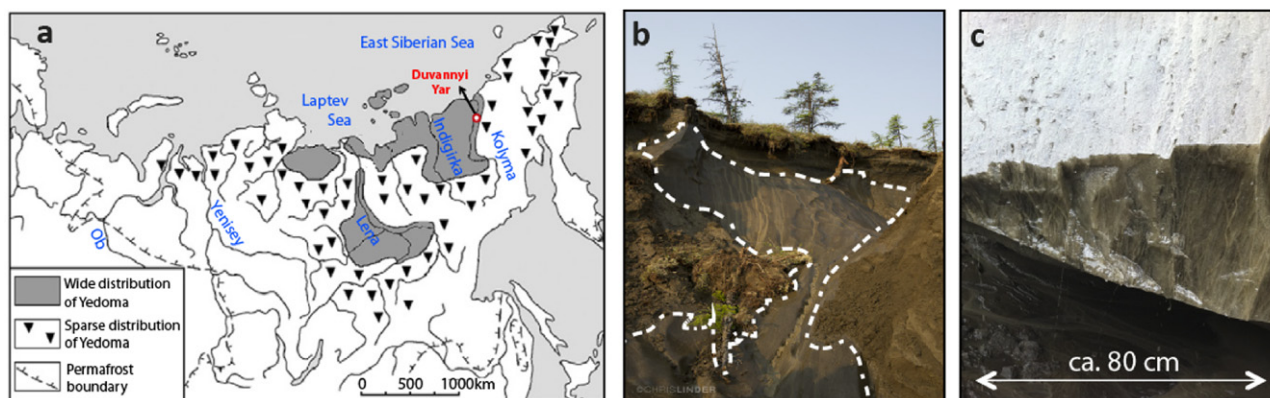 a
East Siberian Sea
Duvannyi
Yar
Laptev
Sea
Indigirka
Kolyma
Ob
Yenisey
Lena
Wide distribution
of Yedoma
Sparse distribution
of Yedoma
Permafrost
boundary
0 500 1000km
b
©CHRISLINDER
c
ca. 80 cm